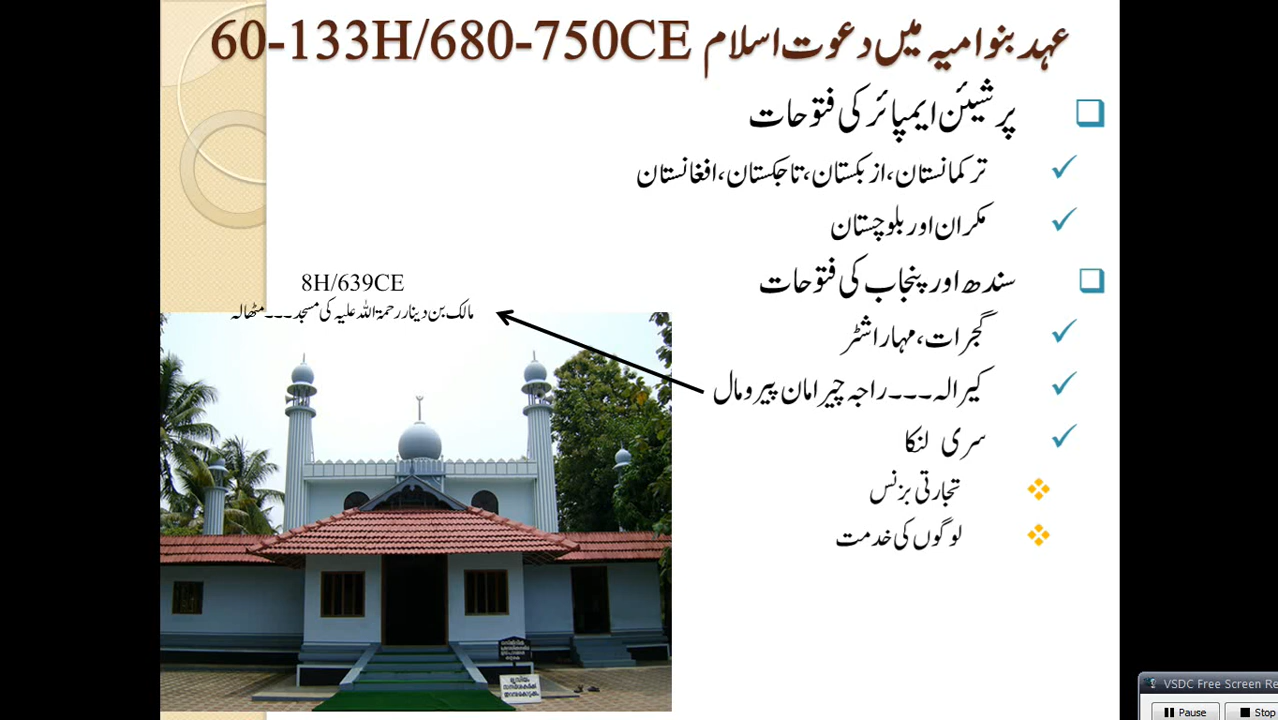 عہد بنو امیہ میں دعوت اسلام 60-133H/680-750CE
پرشیئن ایمپائر کی فتوحات
ترکمانستان، ازبکستان، تاجکستان، افغانستان
مکران اور بلوچستان
سندھ اور پنجاب کی فتوحات
گجرات، مہاراشٹر
کیرالہ۔۔۔راجہ چیرامان پیرومال
سری لنکا
تجارتی بزنس
لوگوں کی خدمت
8H/639CE
مالک بن دینار رحمۃ اللہ علیہ کی مسجد۔۔۔مٹھالہ
VSDC Free Screen Re
Pause
Stop